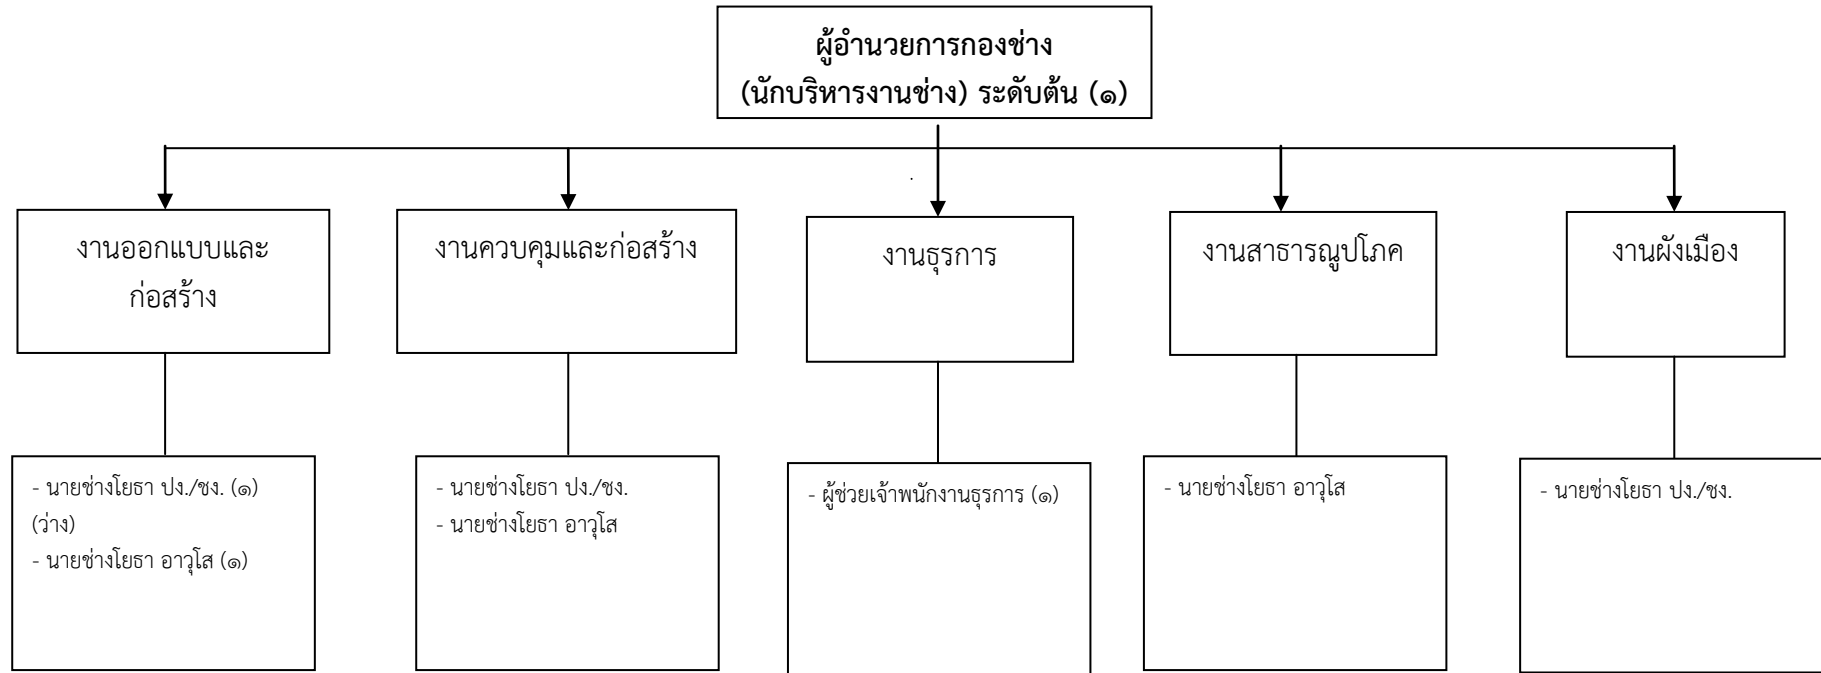 ผู้อำนวยการกองช่าง
(นักบริหารงานช่าง) ระดับต้น (๑)
งานออกแบบและ
ก่อสร้าง
งานควบคุมและก่อสร้าง
งานธุรการ
งานสาธารณูปโภค
งานผังเมือง
- นายช่างโยธา ปง./ชง. (๑)
(ว่าง)
- นายช่างโยธา อาวุโส (๑)
- นายช่างโยธา ปง./ชง.
- นายช่างโยธา อาวุโส
- ผู้ช่วยเจ้าพนักงานธุรการ (๑)
- นายช่างโยธา อาวุโส
- นายช่างโยธา ปง./ชง.